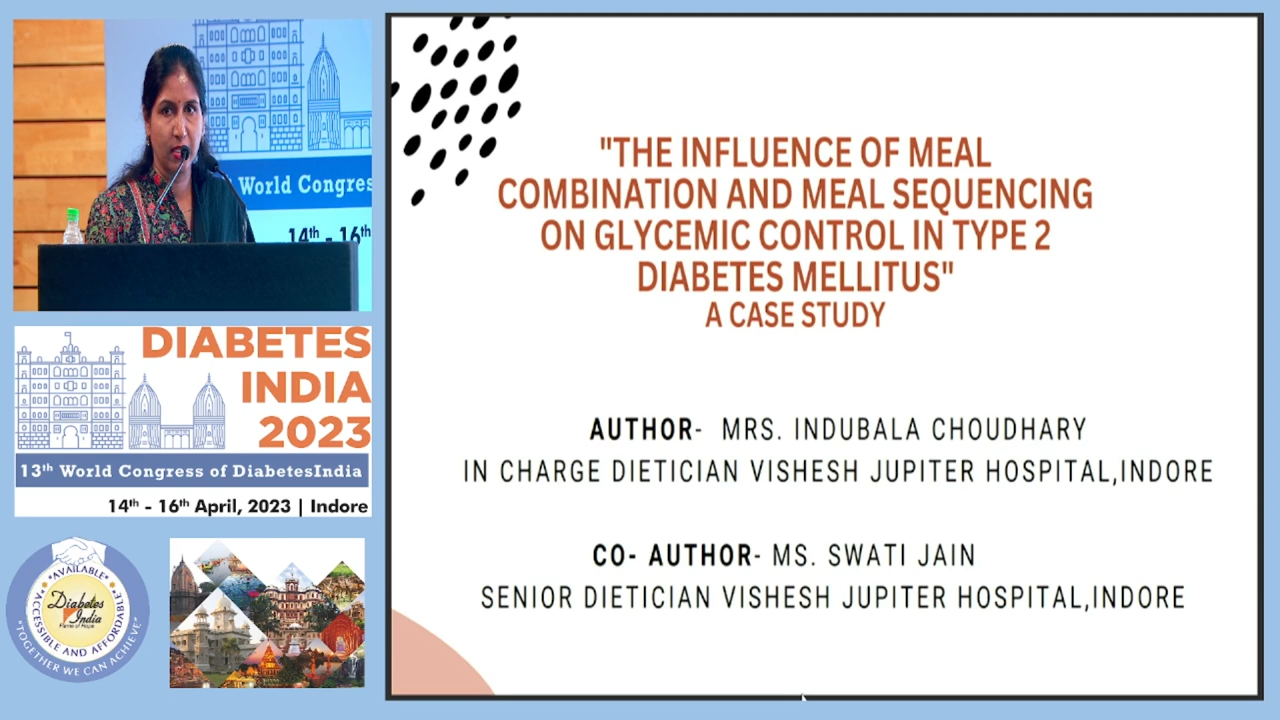 World Congres
14th - 16th
DIABETES
INDIA
2023
13th World Congress of DiabetesIndia
14th - 16th April, 2023 | Indore
"AVAILABLE"
"ACCESSIBLE AND AFFORDABLE"
Diabetes
India
Flame of Hope
"TOGETHER WE CAN ACHIEVE"
"THE INFLUENCE OF MEAL
COMBINATION AND MEAL SEQUENCING
ON GLYCEMIC CONTROL IN TYPE 2
DIABETES MELLITUS"
A CASE STUDY
AUTHOR- MRS. INDUBALA CHOUDHARY
IN CHARGE DIETICIAN VISHESH JUPITER HOSPITAL,INDORE
CO- AUTHOR- MS. SWATI JAIN
SENIOR DIETICIAN VISHESH JUPITER HOSPITAL,INDORE